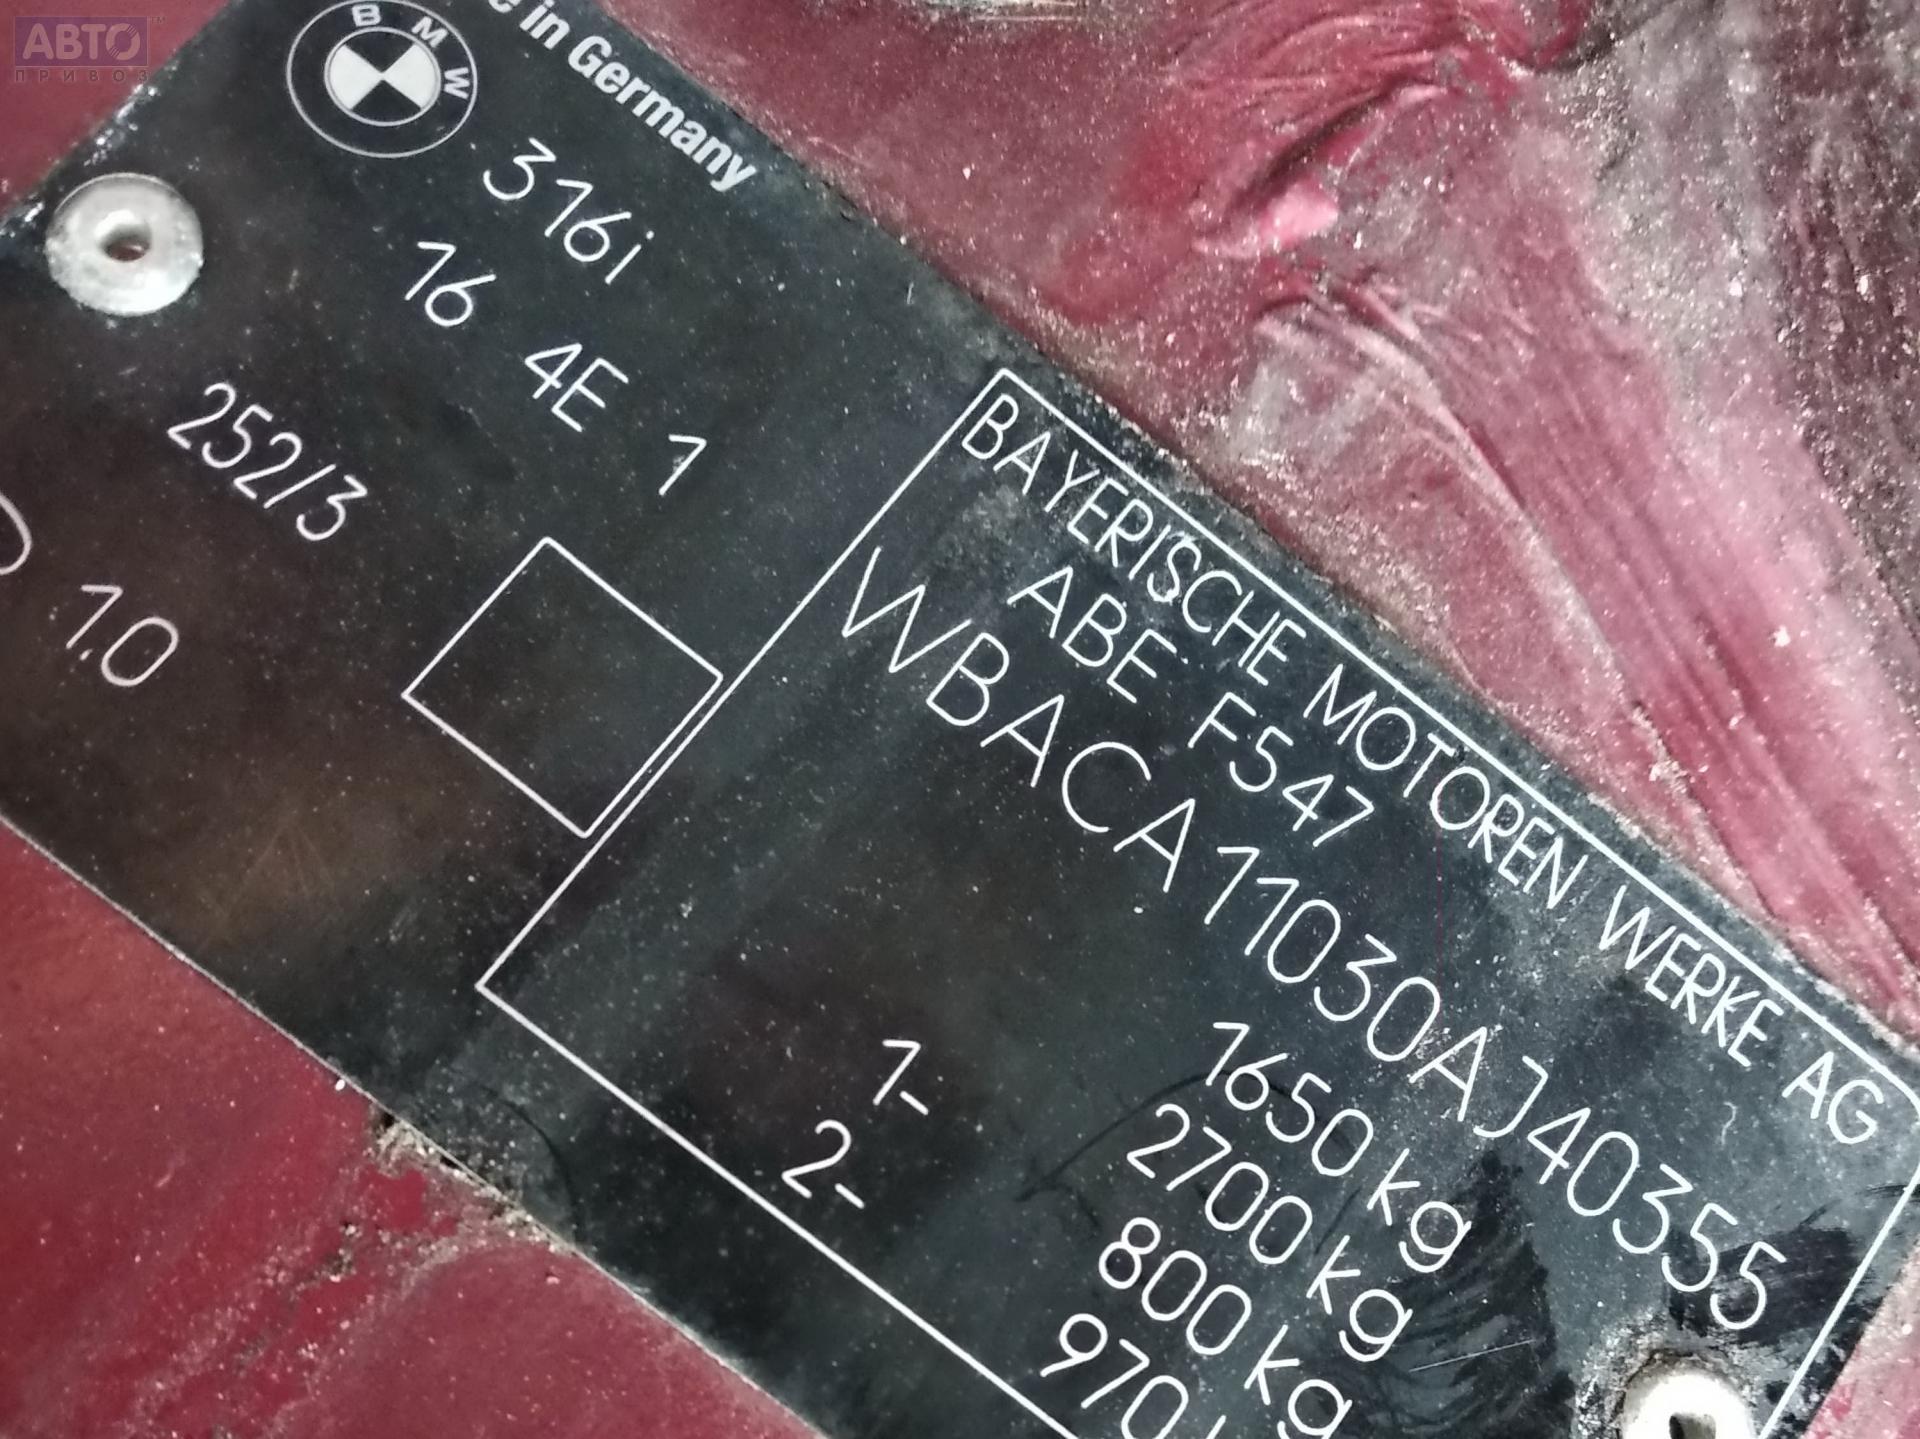 АВТО
ПРИВОЗ
BMW
in Germany
316i
16 4E 1
252/3
1.0
BAYERISCHE MOTOREN WERKE AG
ABE F547
WBACA11030AJ40355
1650 kg
2700 kg
1- 800 kg
2- 970